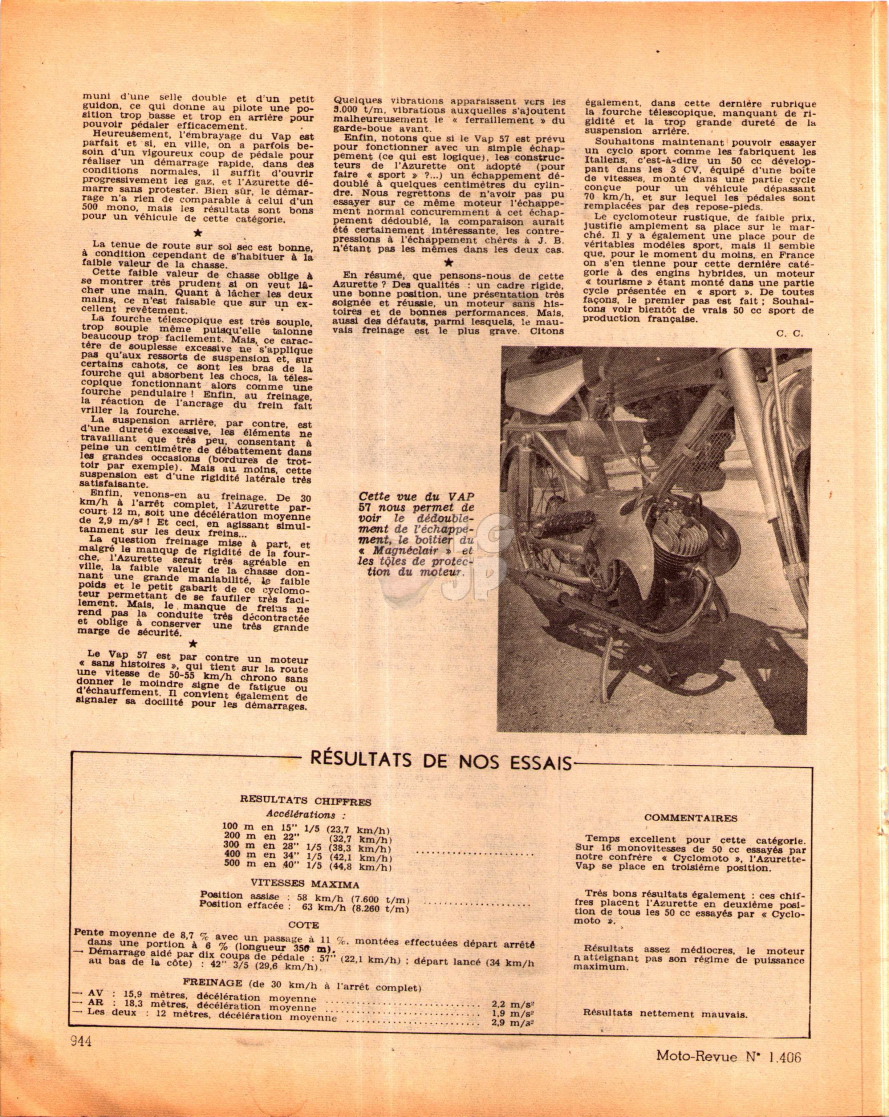 muni d'une selle double et d'un petit
guidon, ce qui donne au pilote une po-
sition trop basse et trop en arrière pour
pouvoir pédaler efficacement.
Heureusement, l'embrayage du Vap est
parfait et si, en ville, on a parfois be-
soin d'un vigoureux coup de pédale pour
réaliser un démarrage rapide, dans des
conditions normales, il suffit d'ouvrir
progressivement les gaz, et l'Azurette dé-
marre sans protester. Bien sûr, le démar-
rage n'a rien de comparable à celui d'un
500 mono, mais les résultats sont bons
pour un véhicule de cette catégorie.
★
La tenue de route sur sol sec est bonne,
à condition cependant de s'habituer à la
faible valeur de la chasse.
Cette faible valeur de chasse oblige à
se montrer très prudent si on veut lâ-
cher une main. Quant à lâcher les deux
mains, ce n'est faisable que sur un ex-
cellent revêtement.
La fourche télescopique est très souple,
trop souple même puisqu'elle talonne
beaucoup trop facilement. Mais, ce carac-
tère de souplesse excessive ne s'applique
pas qu'aux ressorts de suspension et, sur
certains cahots, ce sont les bras de la
fourche qui absorbent les chocs, la téles-
copique fonctionnant alors comme une
fourche pendulaire ! Enfin, au freinage,
la réaction de l'ancrage du frein fait
vriller la fourche.
La suspension arrière, par contre, est
d'une dureté excessive, les éléments ne
travaillant que très peu, consentant à
peine un centimètre de débattement dans
les grandes occasions (bordures de trot-
toir par exemple). Mais au moins, cette
suspension est d'une rigidité latérale très
satisfaisante.
Enfin, venons-en au freinage. De 30
km/h à l'arrêt complet, l'Azurette par-
court 12 m, soit une décélération moyenne
de 2,9 m/s² ! Et ceci, en agissant simul-
tanment sur les deux freins...
La question freinage mise à part, et
malgré le manqup de rigidité de la four-
che, l'Azurette serait très agréable en
ville, la faible valeur de la chasse don-
nant une grande maniabilité, le faible
poids et le petit gabarit de ce cyclomo-
teur permettant de se faufiler très faci-
lement. Mais, le manque de freins ne
rend pas la conduite très décontractée
et oblige à conserver une très grande
marge de sécurité.
★
Le Vap 57 est par contre un moteur
« sans histoires », qui tient sur la route
une vitesse de 50-55 km/h chrono sans
donner le moindre signe de fatigue ou
d'échauffement. Il convient également de
signaler sa docilité pour les démarrages.
Quelques vibrations apparaissent vers les
5.000 t/m, vibrations auxquelles s'ajoutent
malheureusement le « ferraillement » du
garde-boue avant.
Enfin, notons que si le Vap 57 est prévu
pour fonctionner avec un simple échap-
pement (ce qui est logique), les construc-
teurs de l'Azurette ont adopté (pour
faire « sport » ?...) un échappement dé-
doublé à quelques centimètres du cylin-
dre. Nous regrettons de n'avoir pas pu
essayer sur ce même moteur l'échappe-
ment normal concuremment à cet échap-
pement dédoublé, la comparaison aurait
été certainement intéressante, les contre-
pressions à l'échappement chères à J. B.
n'étant pas les mêmes dans les deux cas.
★
En résumé, que pensons-nous de cette
Azurette ? Des qualités : un cadre rigide,
une bonne position, une présentation très
soignée et réussie, un moteur sans his-
toires et de bonnes performances. Mais,
aussi des défauts, parmi lesquels, le mau-
vais freinage est le plus grave. Citons
également, dans cette dernière rubrique
la fourche télescopique, manquant de ri-
gidité et la trop grande dureté de la
suspension arrière.
Souhaitons maintenant pouvoir essayer
un cyclo sport comme les fabriquent les
Italiens, c'est-à-dire un 50 cc dévelop-
pant dans les 3 CV, équipé d'une boîte
de vitesses, monté dans une partie cycle
conçue pour un véhicule dépassant
70 km/h, et sur lequel les pédales sont
remplacées par des repose-pieds.
Le cyclomoteur rustique, de faible prix,
justifie amplement sa place sur le mar-
ché. Il y a également une place pour de
véritables modèles sport, mais il semble
que, pour le moment du moins, en France
on s'en tienne pour cette dernière caté-
gorie à des engins hybrides, un moteur
« tourisme » étant monté dans une partie
cycle présentée en « sport ». De toutes
façons, le premier pas est fait ; Souhai-
tons voir bientôt de vrais 50 cc sport de
production française.
C. C.
Cette vue du VAP
57 nous permet de
voir le dédouble-
ment de l'échappe-
ment, le boîtier du
« Magnéclair » et
les tôles de protec-
tion du moteur.
RÉSULTATS DE NOS ESSAIS
RESULTATS CHIFFRES
Accélérations :
100 m en 15" 1/5 (23,7 km/h)
200 m en 22" (32,7 km/h)
300 m en 28" 1/5 (38,3 km/h)
400 m en 34" 1/5 (42,1 km/h)
500 m en 40" 1/5 (44,8 km/h)
VITESSES MAXIMA
Position assise : 58 km/h (7.600 t/m)
Position effacée : 63 km/h (8.260 t/m)
COTE
Pente moyenne de 8,7 % avec un passage à 11 %, montées effectuées départ arrêté
dans une portion à 6 % (longueur 350 m).
— Démarrage aidé par dix coups de pédale : 57" (22,1 km/h) ; départ lancé (34 km/h
au bas de la côte) : 42" 3/5 (29,6 km/h).
FREINAGE (de 30 km/h à l'arrêt complet)
— AV : 15,9 mètres, décélération moyenne ........ 2,2 m/s²
— AR : 18,3 mètres, décélération moyenne ........ 1,9 m/s²
— Les deux : 12 mètres, décélération moyenne ........ 2,9 m/s²
COMMENTAIRES
Temps excellent pour cette catégorie.
Sur 16 monovitesses de 50 cc essayés par
notre confrère « Cyclomoto », l'Azurette-
Vap se place en troisième position.
Très bons résultats également : ces chif-
fres placent l'Azurette en deuxième posi-
tion de tous les 50 cc essayés par « Cyclo-
moto ».
Résultats assez médiocres, le moteur
n'atteignant pas son régime de puissance
maximum.
Résultats nettement mauvais.
944
Moto-Revue N° 1.406